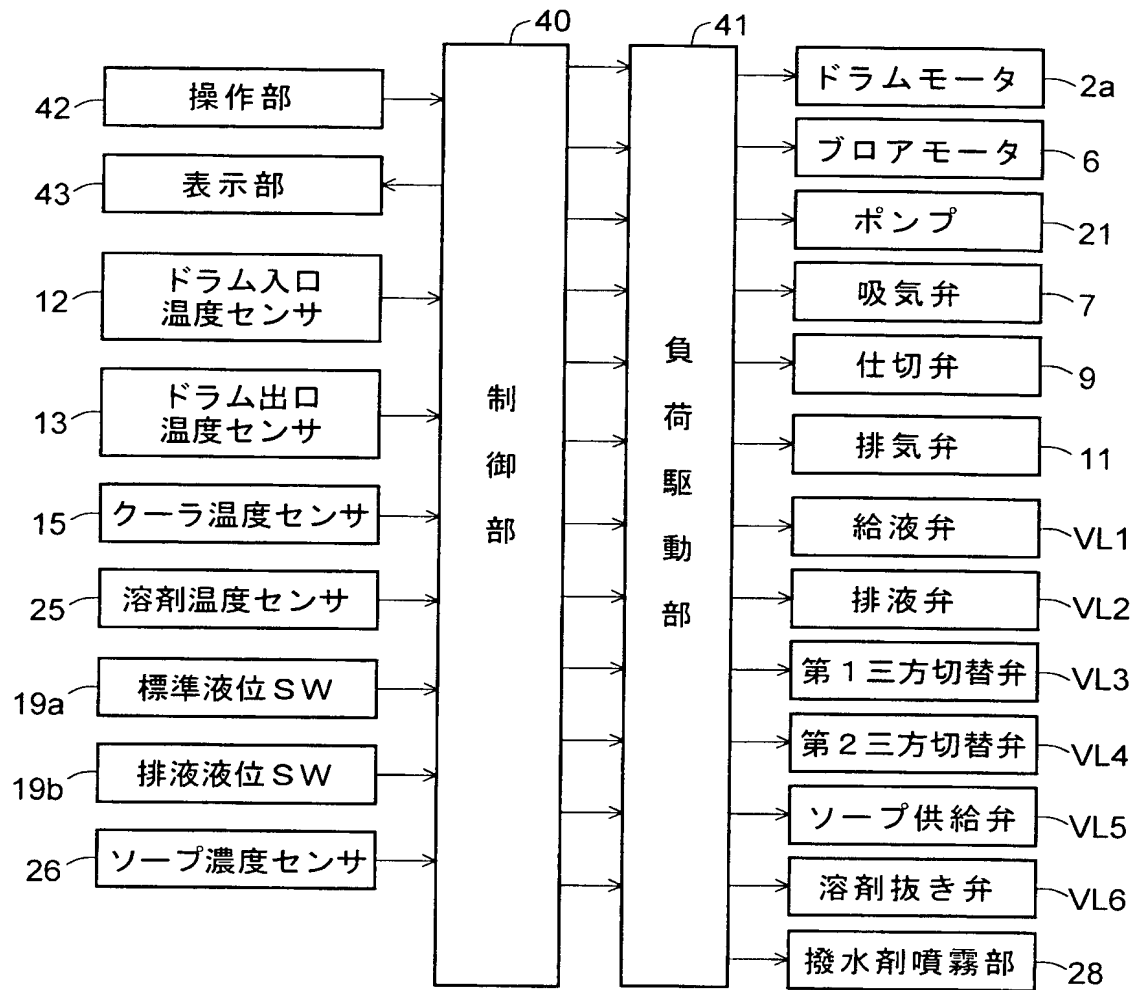 40
41
42
操作部
43
表示部
12
ドラム入口
温度センサ
13
ドラム出口
温度センサ
15
クーラ温度センサ
25
溶剤温度センサ
19a
標準液位SW
19b
排液液位SW
26
ソープ濃度センサ
制御部
負荷駆動部
ドラムモータ
2a
ブロアモータ
6
ポンプ
21
吸気弁
7
仕切弁
9
排気弁
11
給液弁
VL1
排液弁
VL2
第1三方切替弁
VL3
第2三方切替弁
VL4
ソープ供給弁
VL5
溶剤抜き弁
VL6
撥水剤噴霧部
28